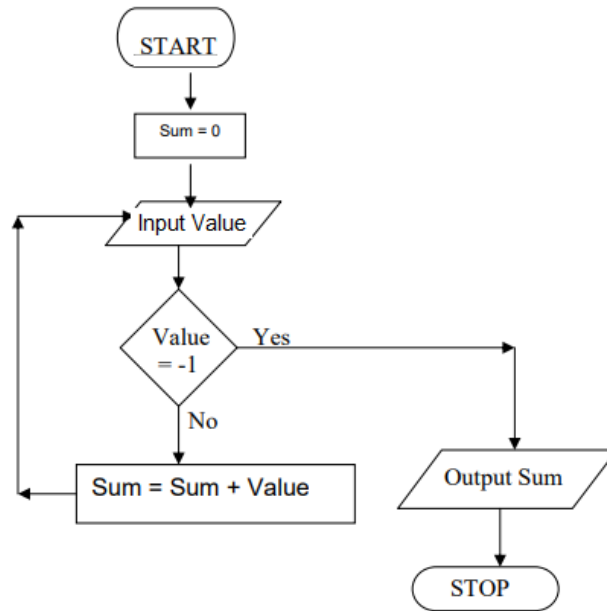 START
Sum = 0
Input Value
Value
= -1
Yes
No
Sum = Sum + Value
Output Sum
STOP